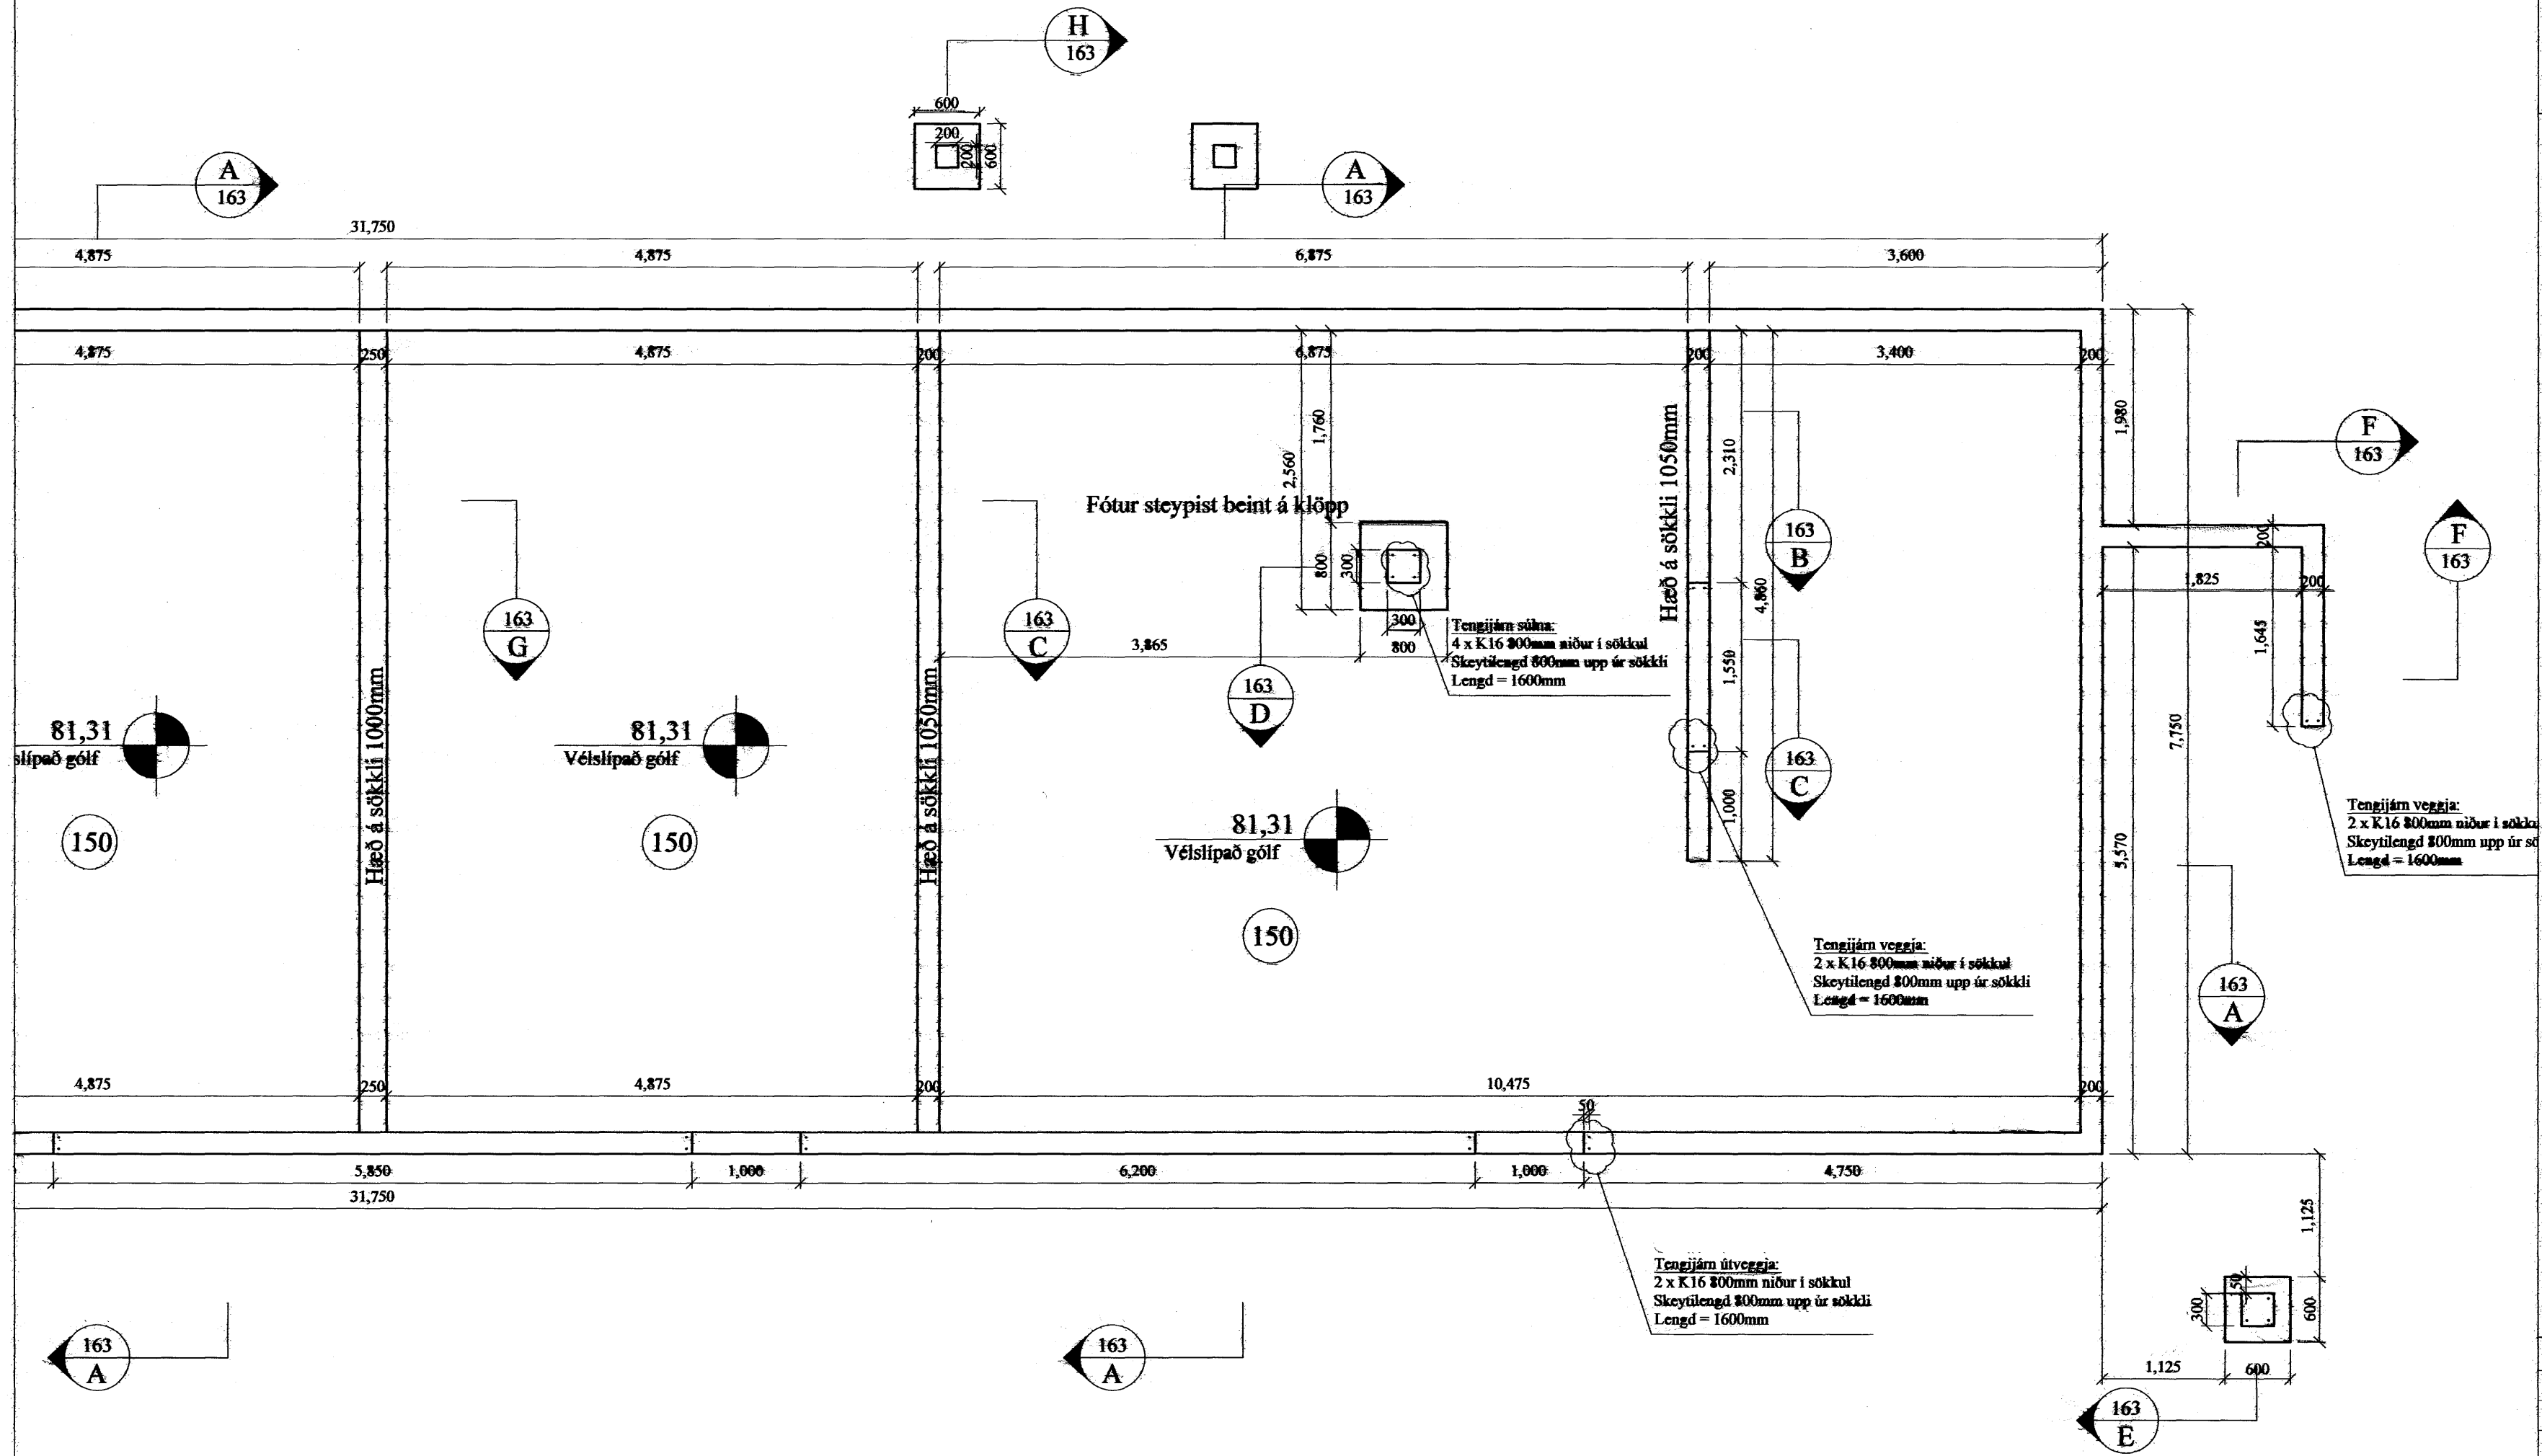 H
163
600
200
200
600
A
163
A
163
31,750
4,875
4,875
6,875
3,600
4,875
250
4,875
200
6,875
200
3,400
200
1,760
2,560
2,310
4,860
1,550
1,000
Hæð á sökkli 1050mm
1,980
F
163
F
163
Fótur steypist beint á klöpp
163
B
800
300
300
800
3,865
200
1,825
200
1,645
163
G
163
C
163
D
163
C
Tengijárn súlna:
4 x K16 800mm niður í sökkul
Skeytilengd 800mm upp úr sökkli
Lengd = 1600mm
81,31
slípað gólf
150
Hæð á sökkli 1000mm
81,31
Vélslípað gólf
150
Hæð á sökkli 1050mm
81,31
Vélslípað gólf
150
7,750
5,570
Tengijárn veggja:
2 x K16 800mm niður í sökku
Skeytilengd 800mm upp úr sö
Lengd = 1600mm
Tengijárn veggja:
2 x K16 800mm niður í sökkul
Skeytilengd 800mm upp úr sökkli
Lengd = 1600mm
163
A
4,875
250
4,875
200
10,475
200
50
5,850
1,000
6,200
1,000
4,750
31,750
1,125
Tengijárn útveggja:
2 x K16 800mm niður í sökkul
Skeytilengd 800mm upp úr sökkli
Lengd = 1600mm
50
300
600
1,125
600
163
A
163
A
163
E